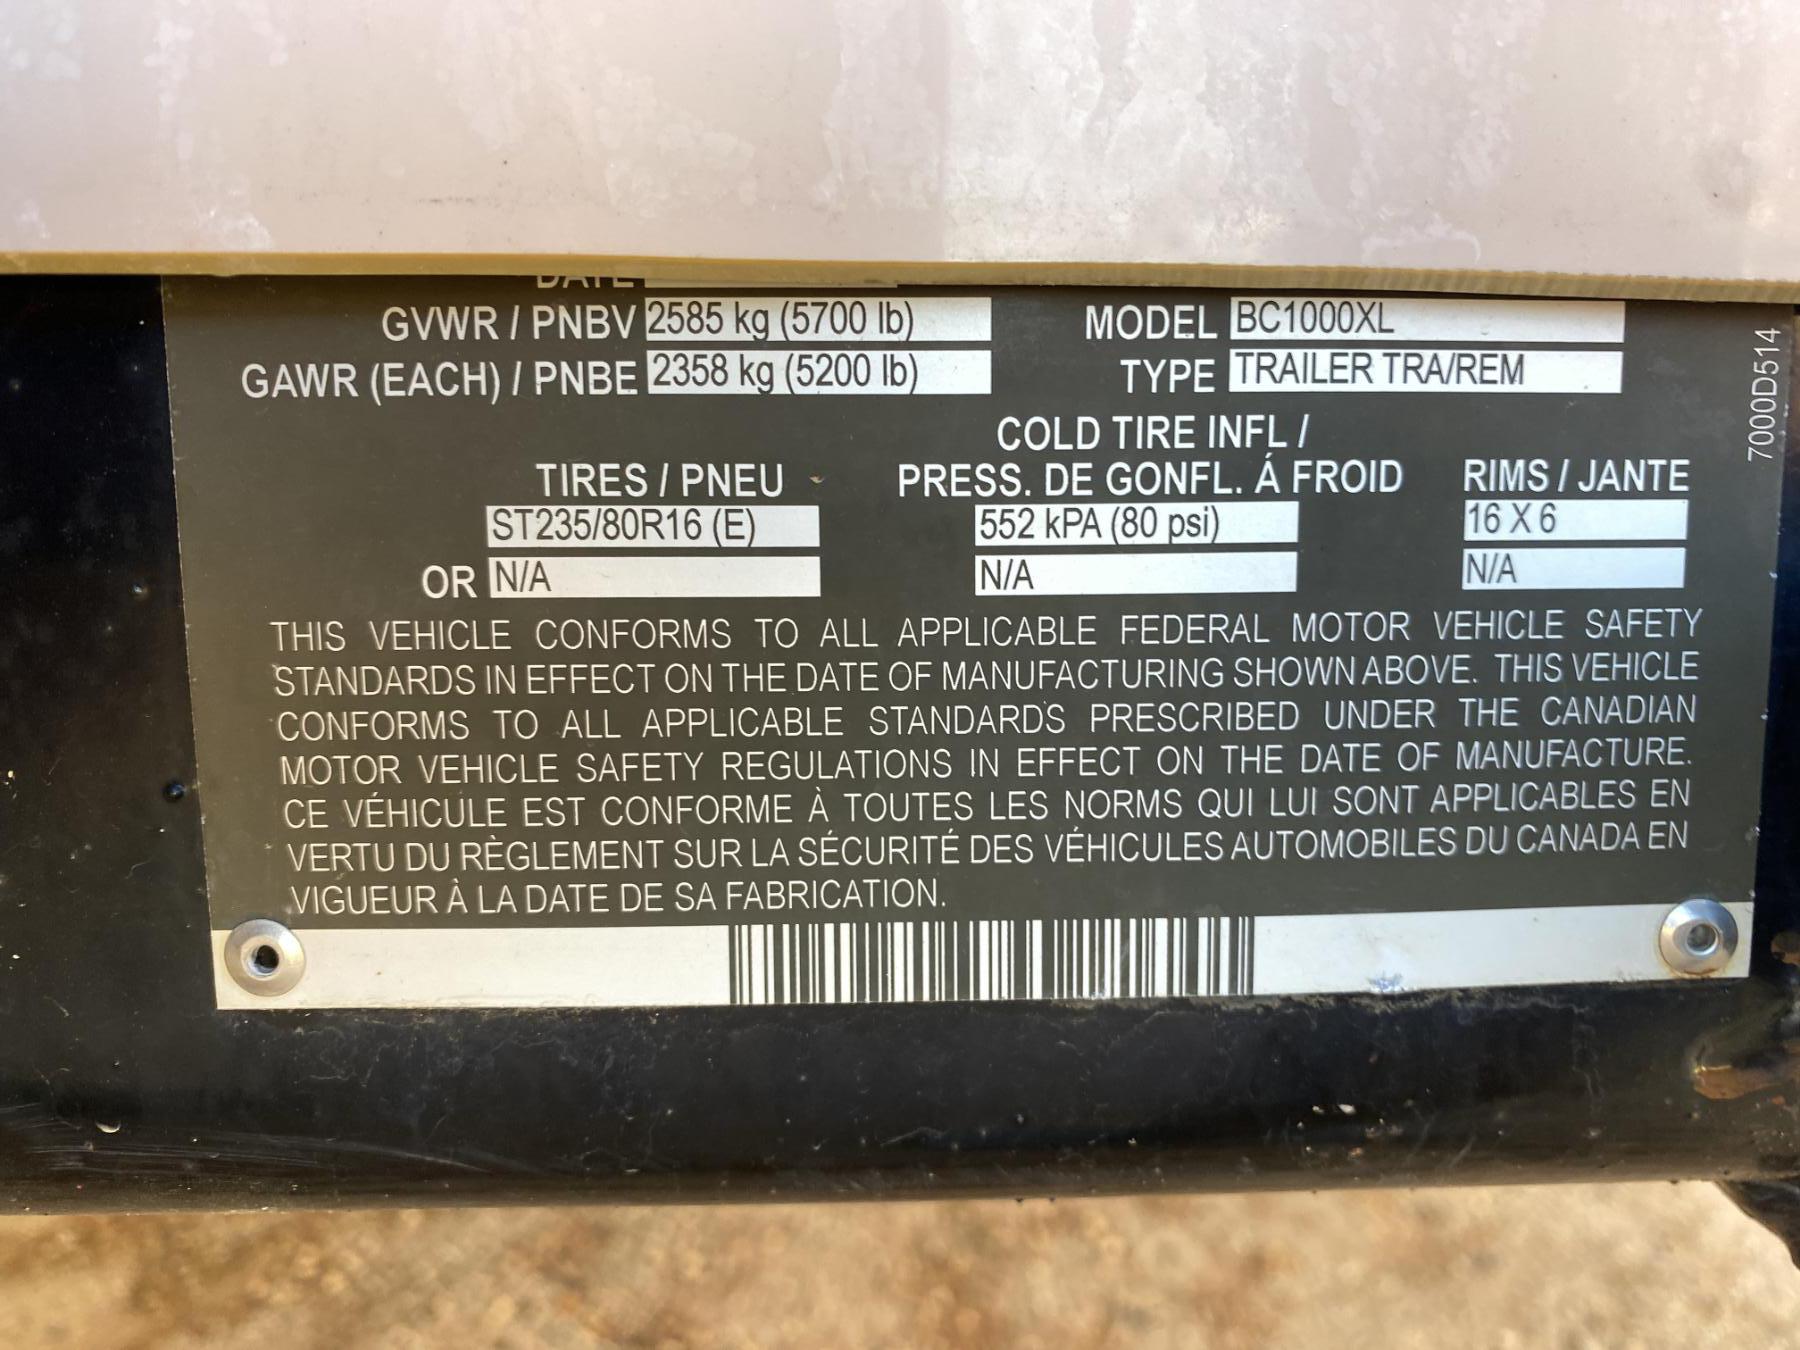 DATE
GVWR / PNBV 2585 kg (5700 lb) MODEL BC1000XL
GAWR (EACH) / PNBE 2358 kg (5200 lb) TYPE TRAILER TRA/REM
COLD TIRE INFL /
TIRES / PNEU PRESS. DE GONFL. Á FROID RIMS / JANTE
ST235/80R16 (E) 552 kPA (80 psi) 16 X 6
OR N/A N/A N/A
THIS VEHICLE CONFORMS TO ALL APPLICABLE FEDERAL MOTOR VEHICLE SAFETY
STANDARDS IN EFFECT ON THE DATE OF MANUFACTURING SHOWN ABOVE. THIS VEHICLE
CONFORMS TO ALL APPLICABLE STANDARDS PRESCRIBED UNDER THE CANADIAN
MOTOR VEHICLE SAFETY REGULATIONS IN EFFECT ON THE DATE OF MANUFACTURE.
CE VÉHICULE EST CONFORME À TOUTES LES NORMS QUI LUI SONT APPLICABLES EN
VERTU DU RÈGLEMENT SUR LA SÉCURITÉ DES VÉHICULES AUTOMOBILES DU CANADA EN
VIGUEUR À LA DATE DE SA FABRICATION.
7000D514